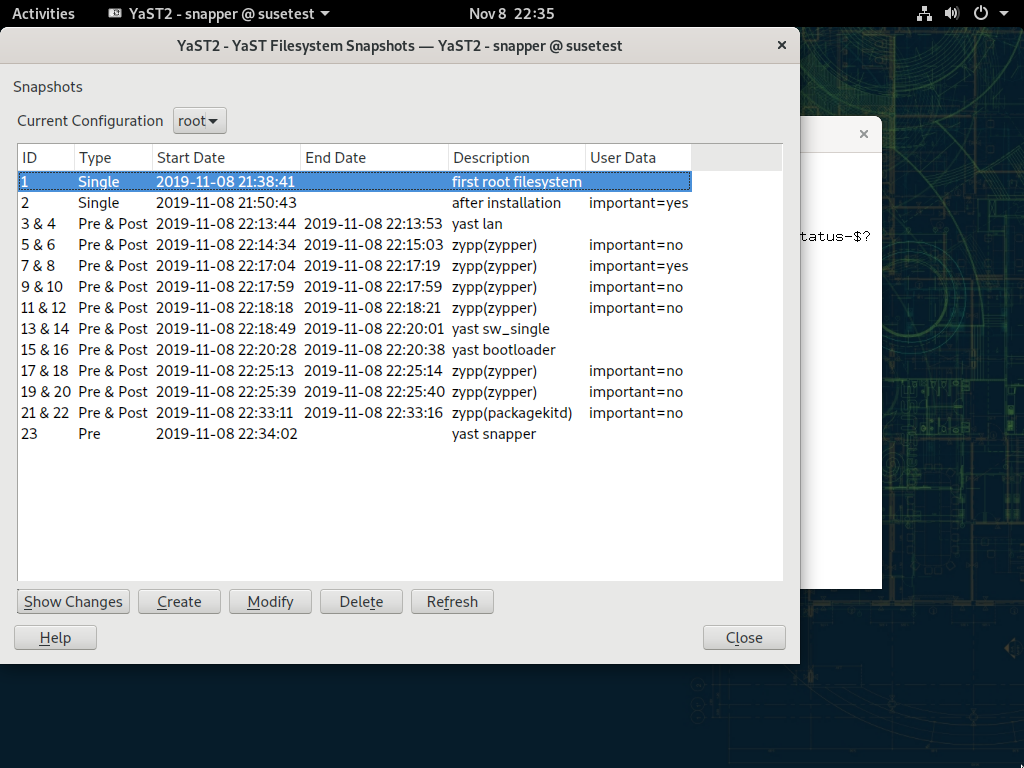 Activities YaST2 - snapper @ susetest Nov 8 22:35
YaST2 - YaST Filesystem Snapshots — YaST2 - snapper @ susetest
Snapshots
Current Configuration root
ID Type Start Date End Date Description User Data
1 Single 2019-11-08 21:38:41 first root filesystem
2 Single 2019-11-08 21:50:43 after installation important=yes
3 & 4 Pre & Post 2019-11-08 22:13:44 2019-11-08 22:13:53 yast lan
tatus-$?
5 & 6 Pre & Post 2019-11-08 22:14:34 2019-11-08 22:15:03 zypp(zypper) important=no
7 & 8 Pre & Post 2019-11-08 22:17:04 2019-11-08 22:17:19 zypp(zypper) important=yes
9 & 10 Pre & Post 2019-11-08 22:17:59 2019-11-08 22:17:59 zypp(zypper) important=no
11 & 12 Pre & Post 2019-11-08 22:18:18 2019-11-08 22:18:21 zypp(zypper) important=no
13 & 14 Pre & Post 2019-11-08 22:18:49 2019-11-08 22:20:01 yast sw_single
15 & 16 Pre & Post 2019-11-08 22:20:28 2019-11-08 22:20:38 yast bootloader
17 & 18 Pre & Post 2019-11-08 22:25:13 2019-11-08 22:25:14 zypp(zypper) important=no
19 & 20 Pre & Post 2019-11-08 22:25:39 2019-11-08 22:25:40 zypp(zypper) important=no
21 & 22 Pre & Post 2019-11-08 22:33:11 2019-11-08 22:33:16 zypp(packagekitd) important=no
23 Pre 2019-11-08 22:34:02 yast snapper
Show Changes Create Modify Delete Refresh
Help Close